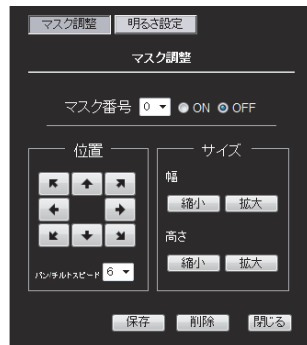 マスク調整 明るさ設定
マスク調整
マスク番号 0 ON OFF
位置 サイズ
幅
縮小 拡大
高さ
縮小 拡大
パン/チルトスピード 6
保存 削除 閉じる